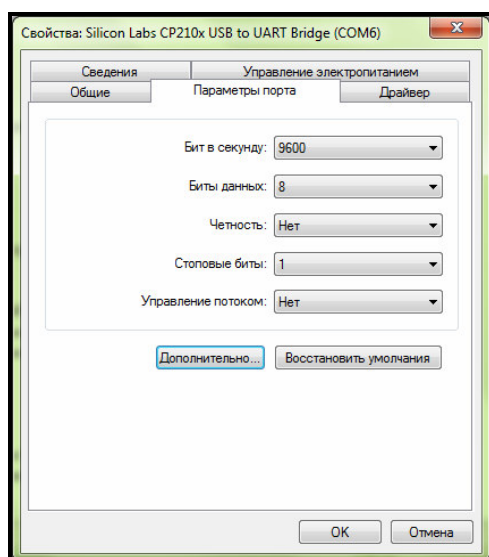 Свойства: Silicon Labs CP210x USB to UART Bridge (COM6)
Сведения
Управление электропитанием
Общие
Параметры порта
Драйвер
Бит в секунду: 9600
Биты данных: 8
Четность: Нет
Стоповые биты: 1
Управление потоком: Нет
Дополнительно... Восстановить умолчания
OK Отмена